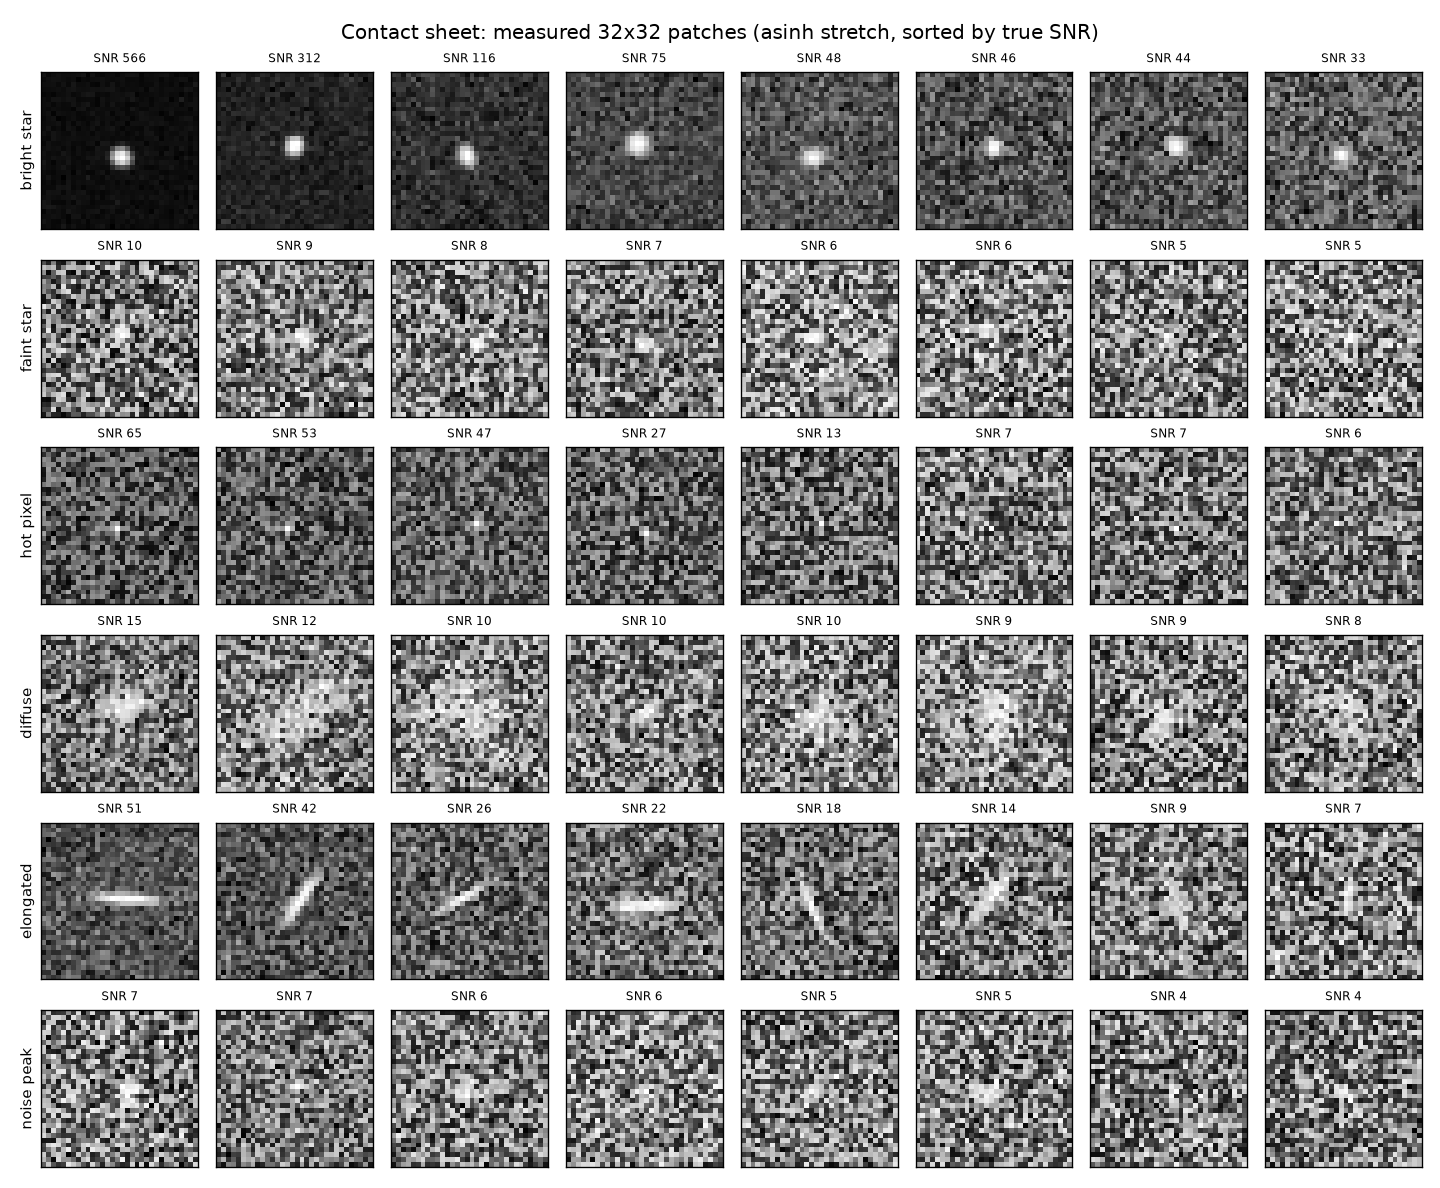 Contact sheet: measured 32x32 patches (asinh stretch, sorted by true SNR)
SNR 566 SNR 312 SNR 116 SNR 75 SNR 48 SNR 46 SNR 44 SNR 33
bright star
SNR 10 SNR 9 SNR 8 SNR 7 SNR 6 SNR 6 SNR 5 SNR 5
faint star
SNR 65 SNR 53 SNR 47 SNR 27 SNR 13 SNR 7 SNR 7 SNR 6
hot pixel
SNR 15 SNR 12 SNR 10 SNR 10 SNR 10 SNR 9 SNR 9 SNR 8
diffuse
SNR 51 SNR 42 SNR 26 SNR 22 SNR 18 SNR 14 SNR 9 SNR 7
elongated
SNR 7 SNR 7 SNR 6 SNR 6 SNR 5 SNR 5 SNR 4 SNR 4
noise peak